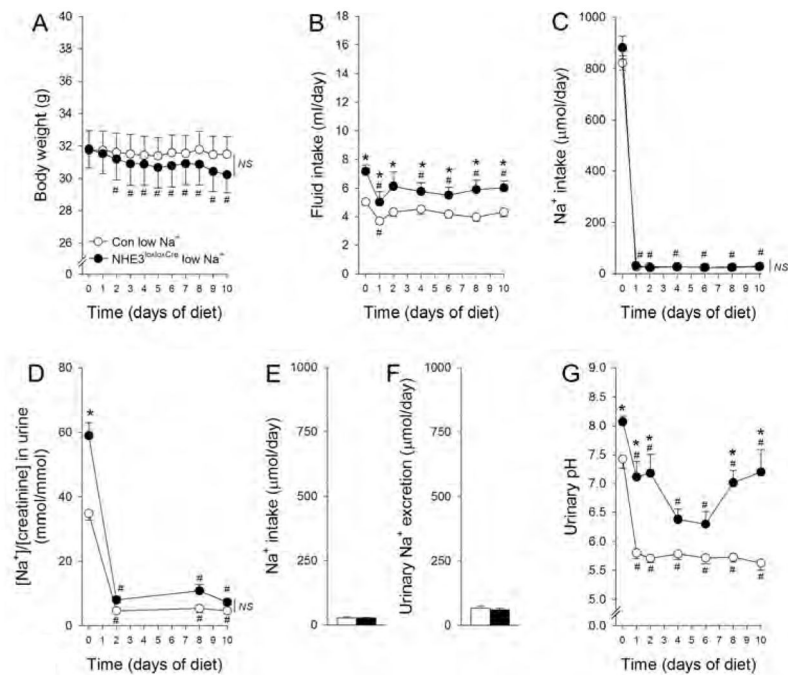 A
Body weight (g)
40
38
36
34
32
30
28
26
0
NS
# # # # # # # # #
Con low Na⁺
NHE3loxloxCre low Na⁺
0 1 2 3 4 5 6 7 8 9 10
Time (days of diet)
B
Fluid intake (ml/day)
18
16
14
12
10
8
6
4
2
0
* * * * * * *
# # # # #
#
0 1 2 3 4 5 6 7 8 9 10
Time (days of diet)
C
Na⁺ intake (μmol/day)
1000
800
600
400
200
0
# # # # # #
NS
0 1 2 3 4 5 6 7 8 9 10
Time (days of diet)
D
[Na⁺]/[creatinine] in urine
(mmol/mmol)
80
60
40
20
0
*
# # #
NS
# # #
0 1 2 3 4 5 6 7 8 9 10
Time (days of diet)
E
Na⁺ intake (μmol/day)
1000
750
500
250
0
F
Urinary Na⁺ excretion (μmol/day)
1000
750
500
250
0
G
Urinary pH
9.0
8.5
8.0
7.5
7.0
6.5
6.0
5.5
5.0
0.0
* * * * *
# # # # # #
# # # # # #
0 1 2 3 4 5 6 7 8 9 10
Time (days of diet)